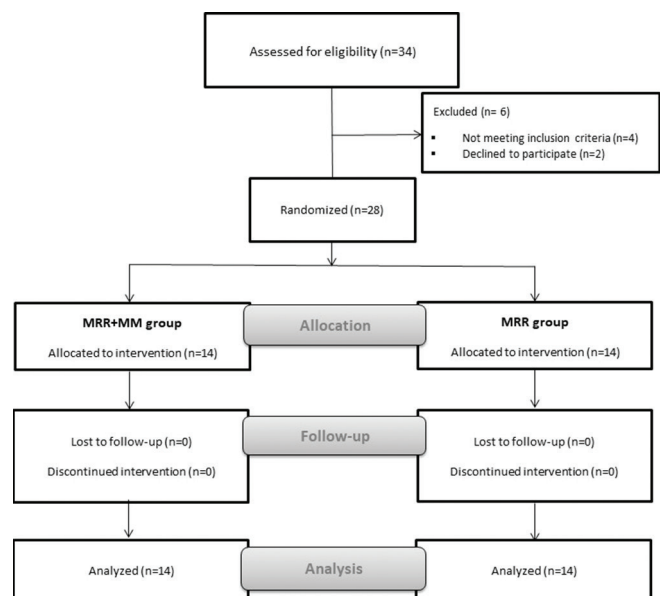 Assessed for eligibility (n=34)
Excluded (n= 6)
▪ Not meeting inclusion criteria (n=4)
▪ Declined to participate (n=2)
Randomized (n=28)
MRR+MM group
Allocated to intervention (n=14)
Allocation
MRR group
Allocated to intervention (n=14)
Lost to follow-up (n=0)
Discontinued intervention (n=0)
Follow-up
Lost to follow-up (n=0)
Discontinued intervention (n=0)
Analyzed (n=14)
Analysis
Analyzed (n=14)